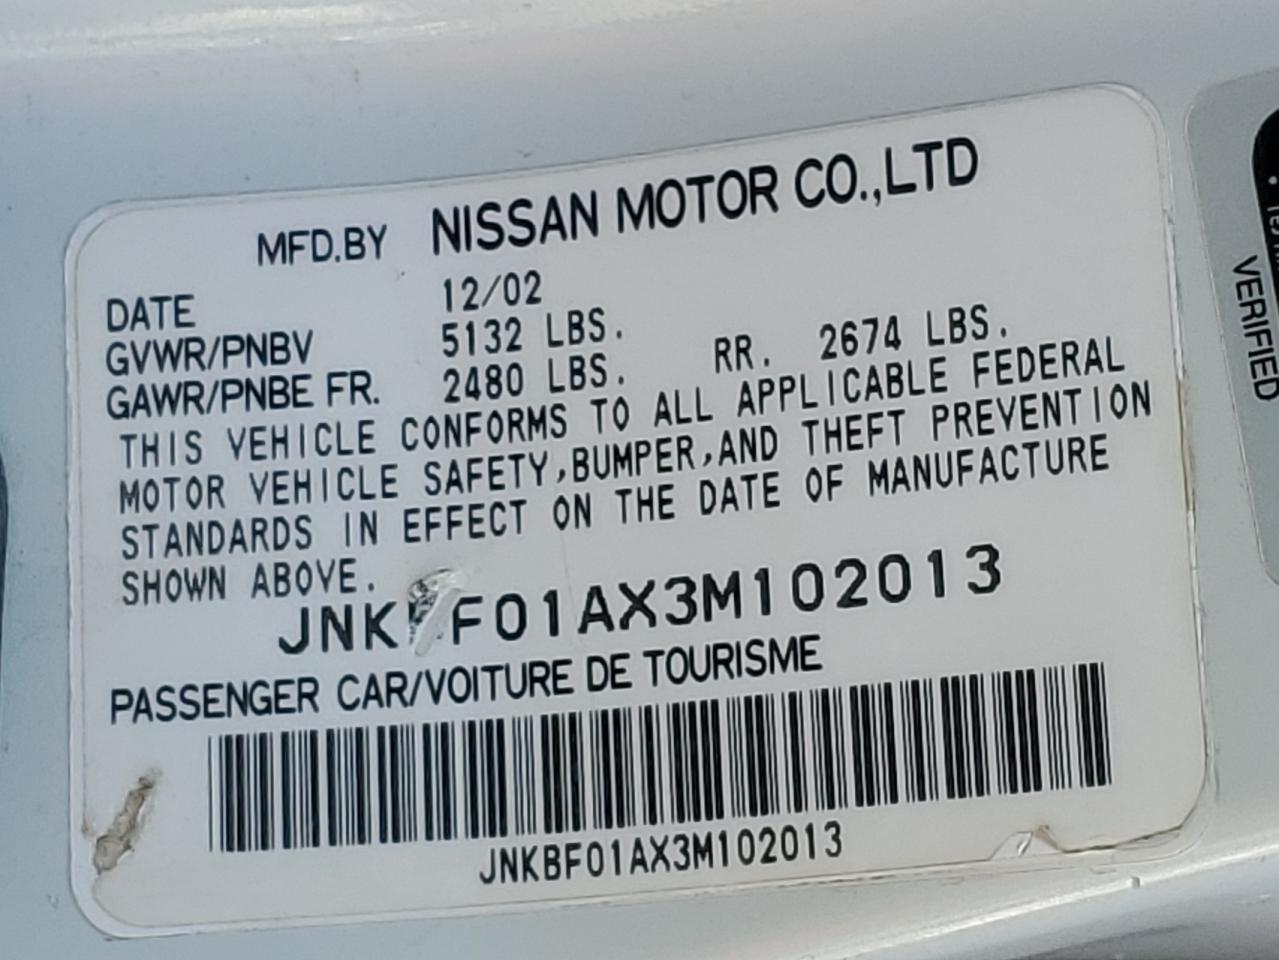 MFD.BY NISSAN MOTOR CO.,LTD
DATE 12/02
GVWR/PNBV 5132 LBS.
GAWR/PNBE FR. 2480 LBS. RR. 2674 LBS.
THIS VEHICLE CONFORMS TO ALL APPLICABLE FEDERAL
MOTOR VEHICLE SAFETY,BUMPER,AND THEFT PREVENTION
STANDARDS IN EFFECT ON THE DATE OF MANUFACTURE
SHOWN ABOVE.
JNKBF01AX3M102013
PASSENGER CAR/VOITURE DE TOURISME
JNKBF01AX3M102013
VERIFIED